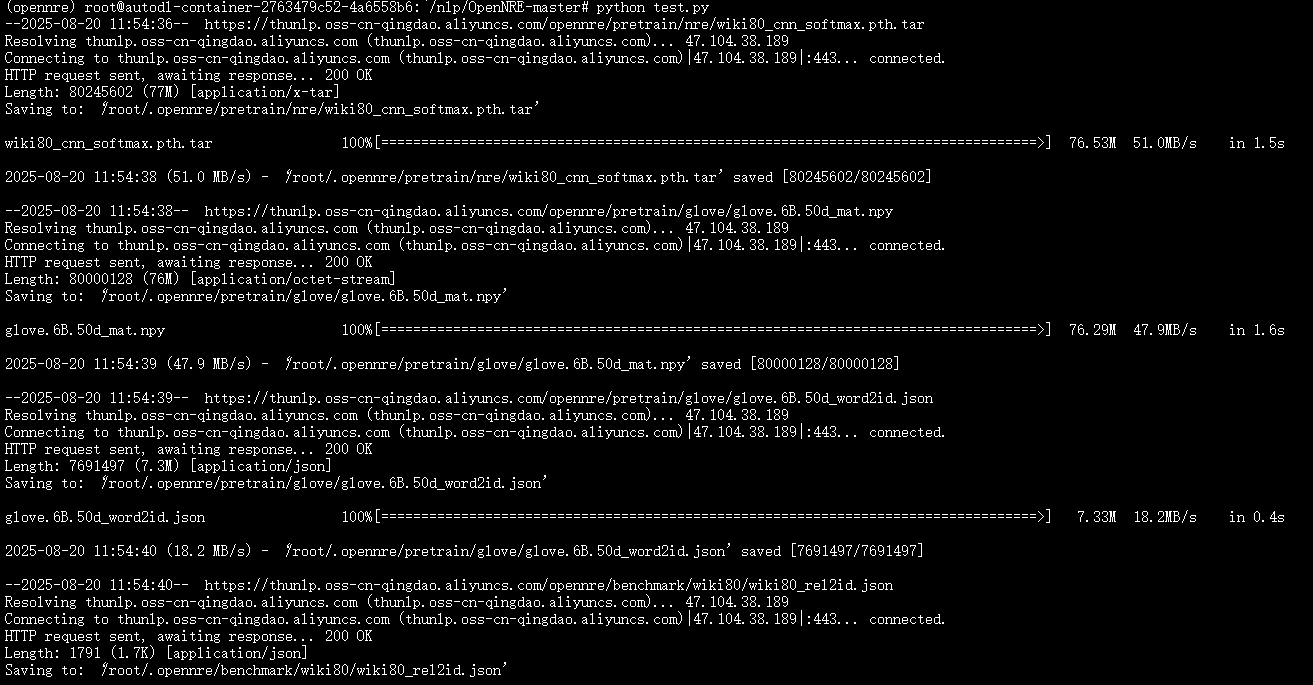 (opennre) root@autodl-container-2763479c52-4a6558b6:~/nlp/OpenNRE-master# python test.py
--2025-08-20 11:54:36-- https://thunlp.oss-cn-qingdao.aliyuncs.com/opennre/pretrain/nre/wiki80_cnn_softmax.pth.tar
Resolving thunlp.oss-cn-qingdao.aliyuncs.com (thunlp.oss-cn-qingdao.aliyuncs.com)... 47.104.38.189
Connecting to thunlp.oss-cn-qingdao.aliyuncs.com (thunlp.oss-cn-qingdao.aliyuncs.com)|47.104.38.189|:443... connected.
HTTP request sent, awaiting response... 200 OK
Length: 80245602 (77M) [application/x-tar]
Saving to: ‘/root/.opennre/pretrain/nre/wiki80_cnn_softmax.pth.tar’
wiki80_cnn_softmax.pth.tar 100%[==================================================================================>] 76.53M 51.0MB/s in 1.5s
2025-08-20 11:54:38 (51.0 MB/s) - ‘/root/.opennre/pretrain/nre/wiki80_cnn_softmax.pth.tar’ saved [80245602/80245602]
--2025-08-20 11:54:38-- https://thunlp.oss-cn-qingdao.aliyuncs.com/opennre/pretrain/glove/glove.6B.50d_mat.npy
Resolving thunlp.oss-cn-qingdao.aliyuncs.com (thunlp.oss-cn-qingdao.aliyuncs.com)... 47.104.38.189
Connecting to thunlp.oss-cn-qingdao.aliyuncs.com (thunlp.oss-cn-qingdao.aliyuncs.com)|47.104.38.189|:443... connected.
HTTP request sent, awaiting response... 200 OK
Length: 80000128 (76M) [application/octet-stream]
Saving to: ‘/root/.opennre/pretrain/glove/glove.6B.50d_mat.npy’
glove.6B.50d_mat.npy 100%[==================================================================================>] 76.29M 47.9MB/s in 1.6s
2025-08-20 11:54:39 (47.9 MB/s) - ‘/root/.opennre/pretrain/glove/glove.6B.50d_mat.npy’ saved [80000128/80000128]
--2025-08-20 11:54:39-- https://thunlp.oss-cn-qingdao.aliyuncs.com/opennre/pretrain/glove/glove.6B.50d_word2id.json
Resolving thunlp.oss-cn-qingdao.aliyuncs.com (thunlp.oss-cn-qingdao.aliyuncs.com)... 47.104.38.189
Connecting to thunlp.oss-cn-qingdao.aliyuncs.com (thunlp.oss-cn-qingdao.aliyuncs.com)|47.104.38.189|:443... connected.
HTTP request sent, awaiting response... 200 OK
Length: 7691497 (7.3M) [application/json]
Saving to: ‘/root/.opennre/pretrain/glove/glove.6B.50d_word2id.json’
glove.6B.50d_word2id.json 100%[==================================================================================>] 7.33M 18.2MB/s in 0.4s
2025-08-20 11:54:40 (18.2 MB/s) - ‘/root/.opennre/pretrain/glove/glove.6B.50d_word2id.json’ saved [7691497/7691497]
--2025-08-20 11:54:40-- https://thunlp.oss-cn-qingdao.aliyuncs.com/opennre/benchmark/wiki80/wiki80_rel2id.json
Resolving thunlp.oss-cn-qingdao.aliyuncs.com (thunlp.oss-cn-qingdao.aliyuncs.com)... 47.104.38.189
Connecting to thunlp.oss-cn-qingdao.aliyuncs.com (thunlp.oss-cn-qingdao.aliyuncs.com)|47.104.38.189|:443... connected.
HTTP request sent, awaiting response... 200 OK
Length: 1791 (1.7K) [application/json]
Saving to: ‘/root/.opennre/benchmark/wiki80/wiki80_rel2id.json’